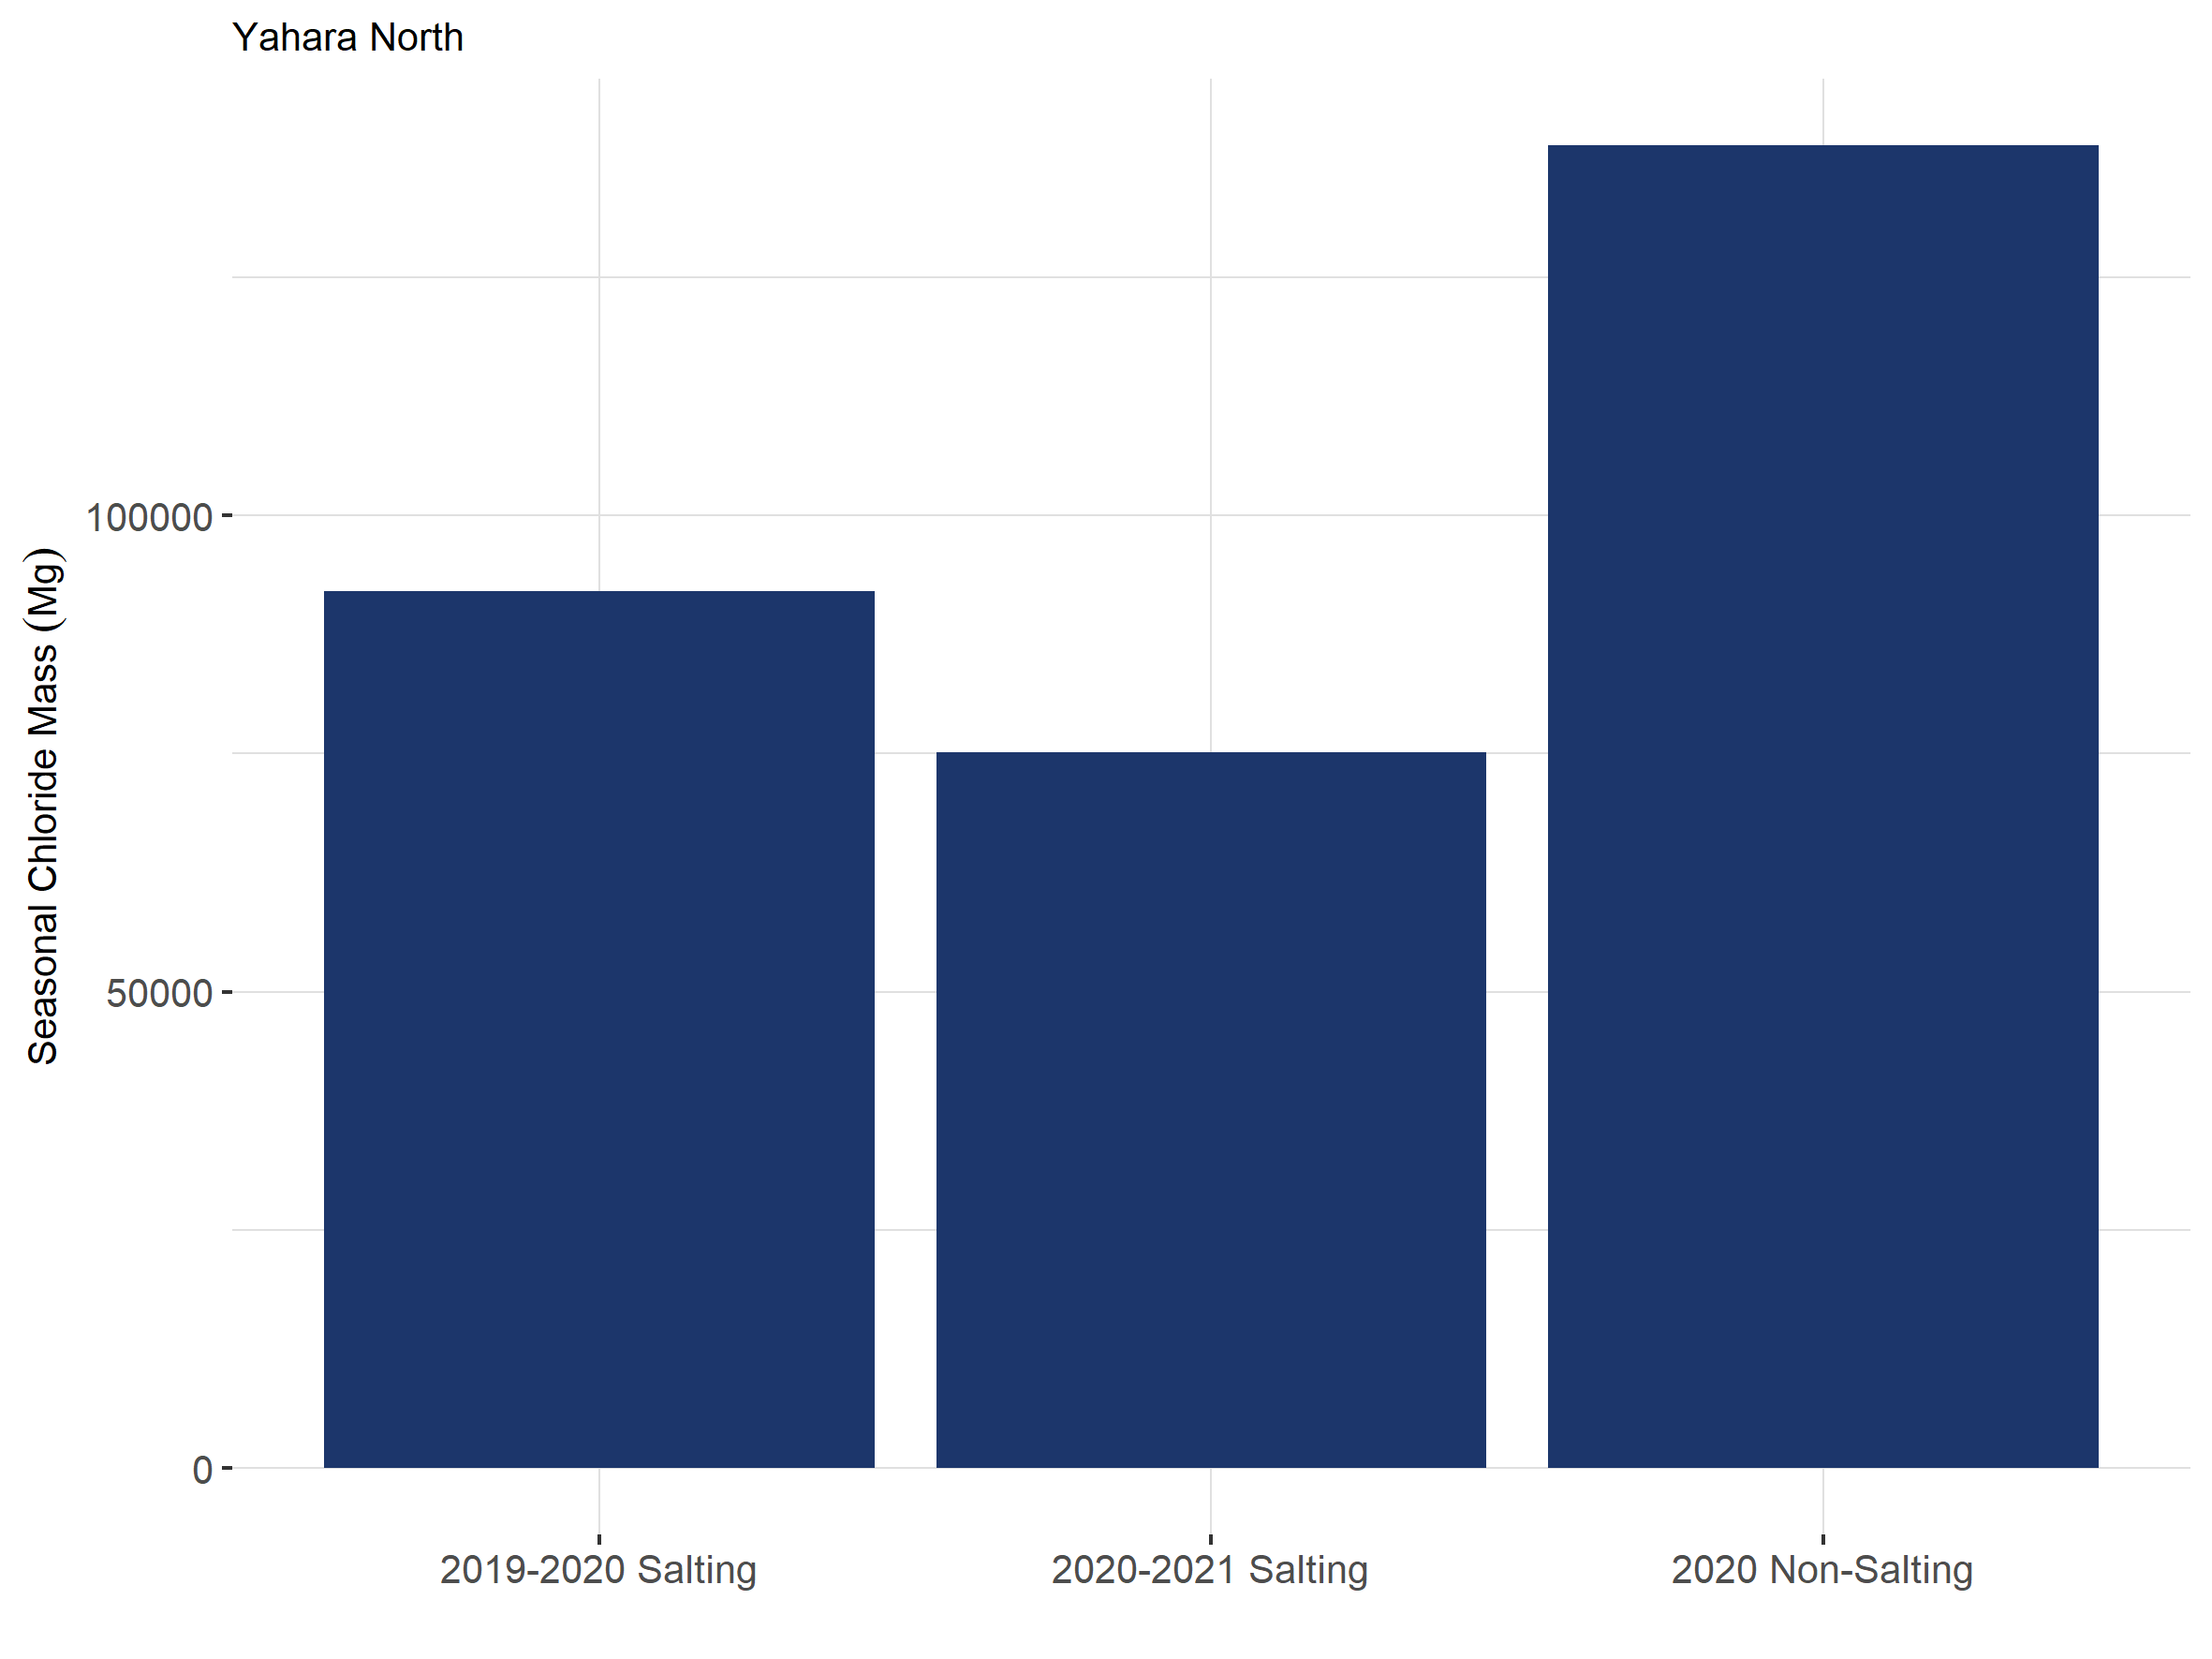 Yahara North
Seasonal Chloride Mass (Mg)
100000
50000
0
2019-2020 Salting
2020-2021 Salting
2020 Non-Salting